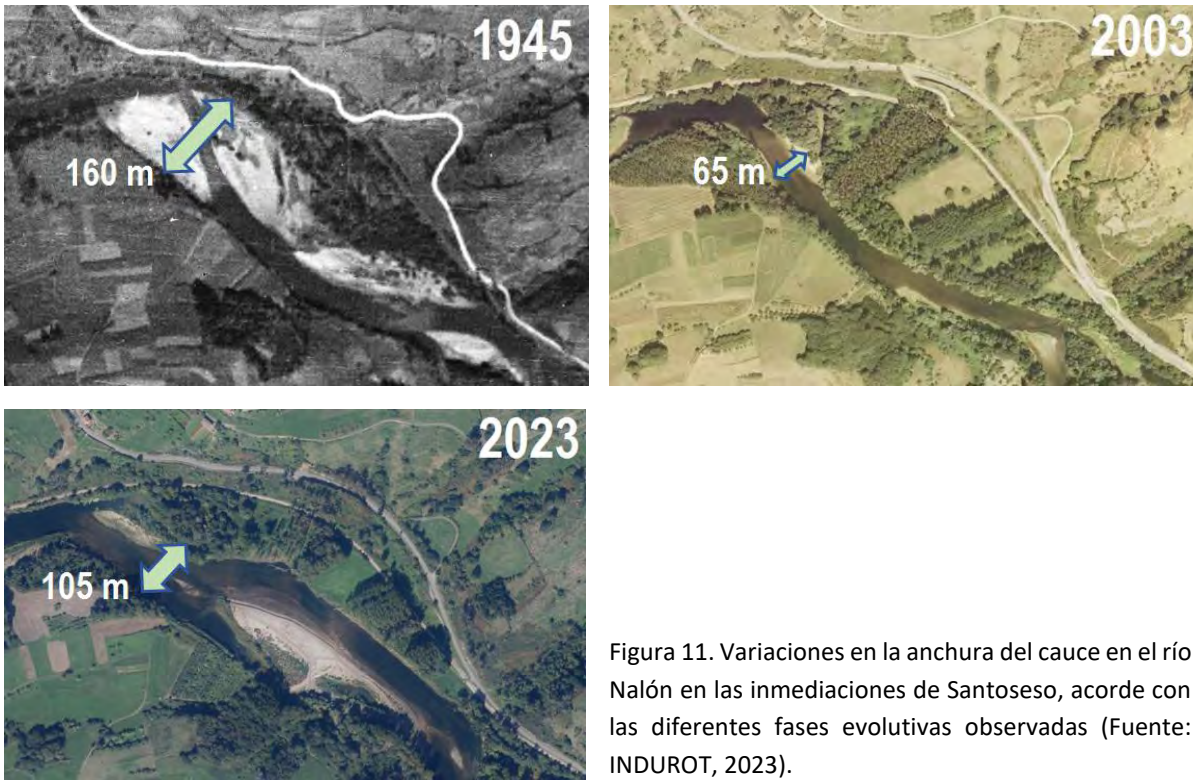 1945
160 m
2003
65 m
2023
105 m
Figura 11. Variaciones en la anchura del cauce en el río
Nalón en las inmediaciones de Santoseso, acorde con
las diferentes fases evolutivas observadas (Fuente:
INDUROT, 2023).